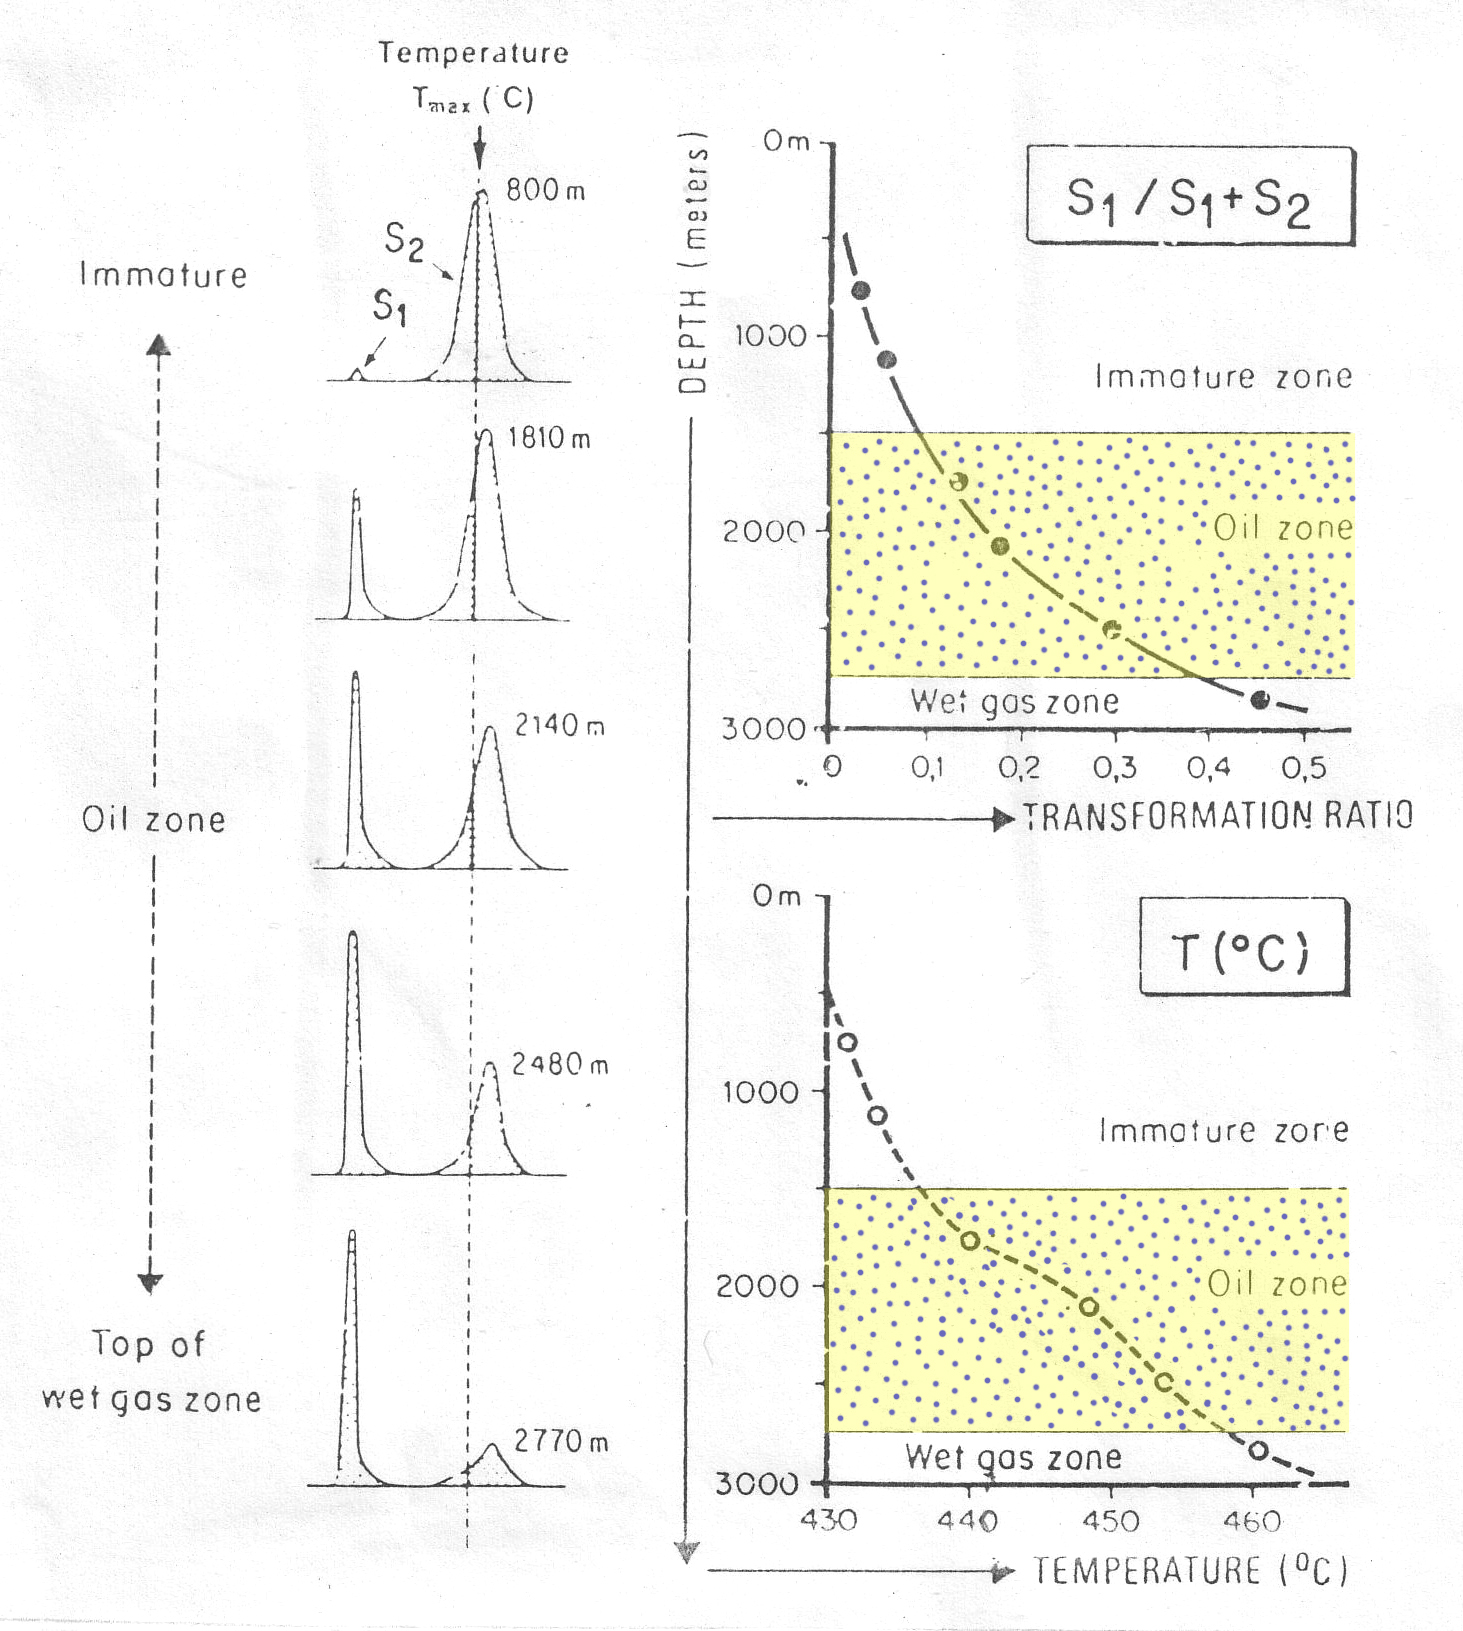 Temperature
Tmax (°C)
800 m
S2
S1
Immature
1810 m
2140 m
Oil zone
2480 m
Top of
wet gas zone
2770 m
DEPTH (meters)
0m
1000
2000
3000
S1 / S1+S2
Immature zone
Oil zone
Wet gas zone
0
0,1
0,2
0,3
0,4
0,5
TRANSFORMATION RATIO
0m
1000
2000
3000
T (°C)
Immature zone
Oil zone
Wet gas zone
430
440
450
460
TEMPERATURE (°C)